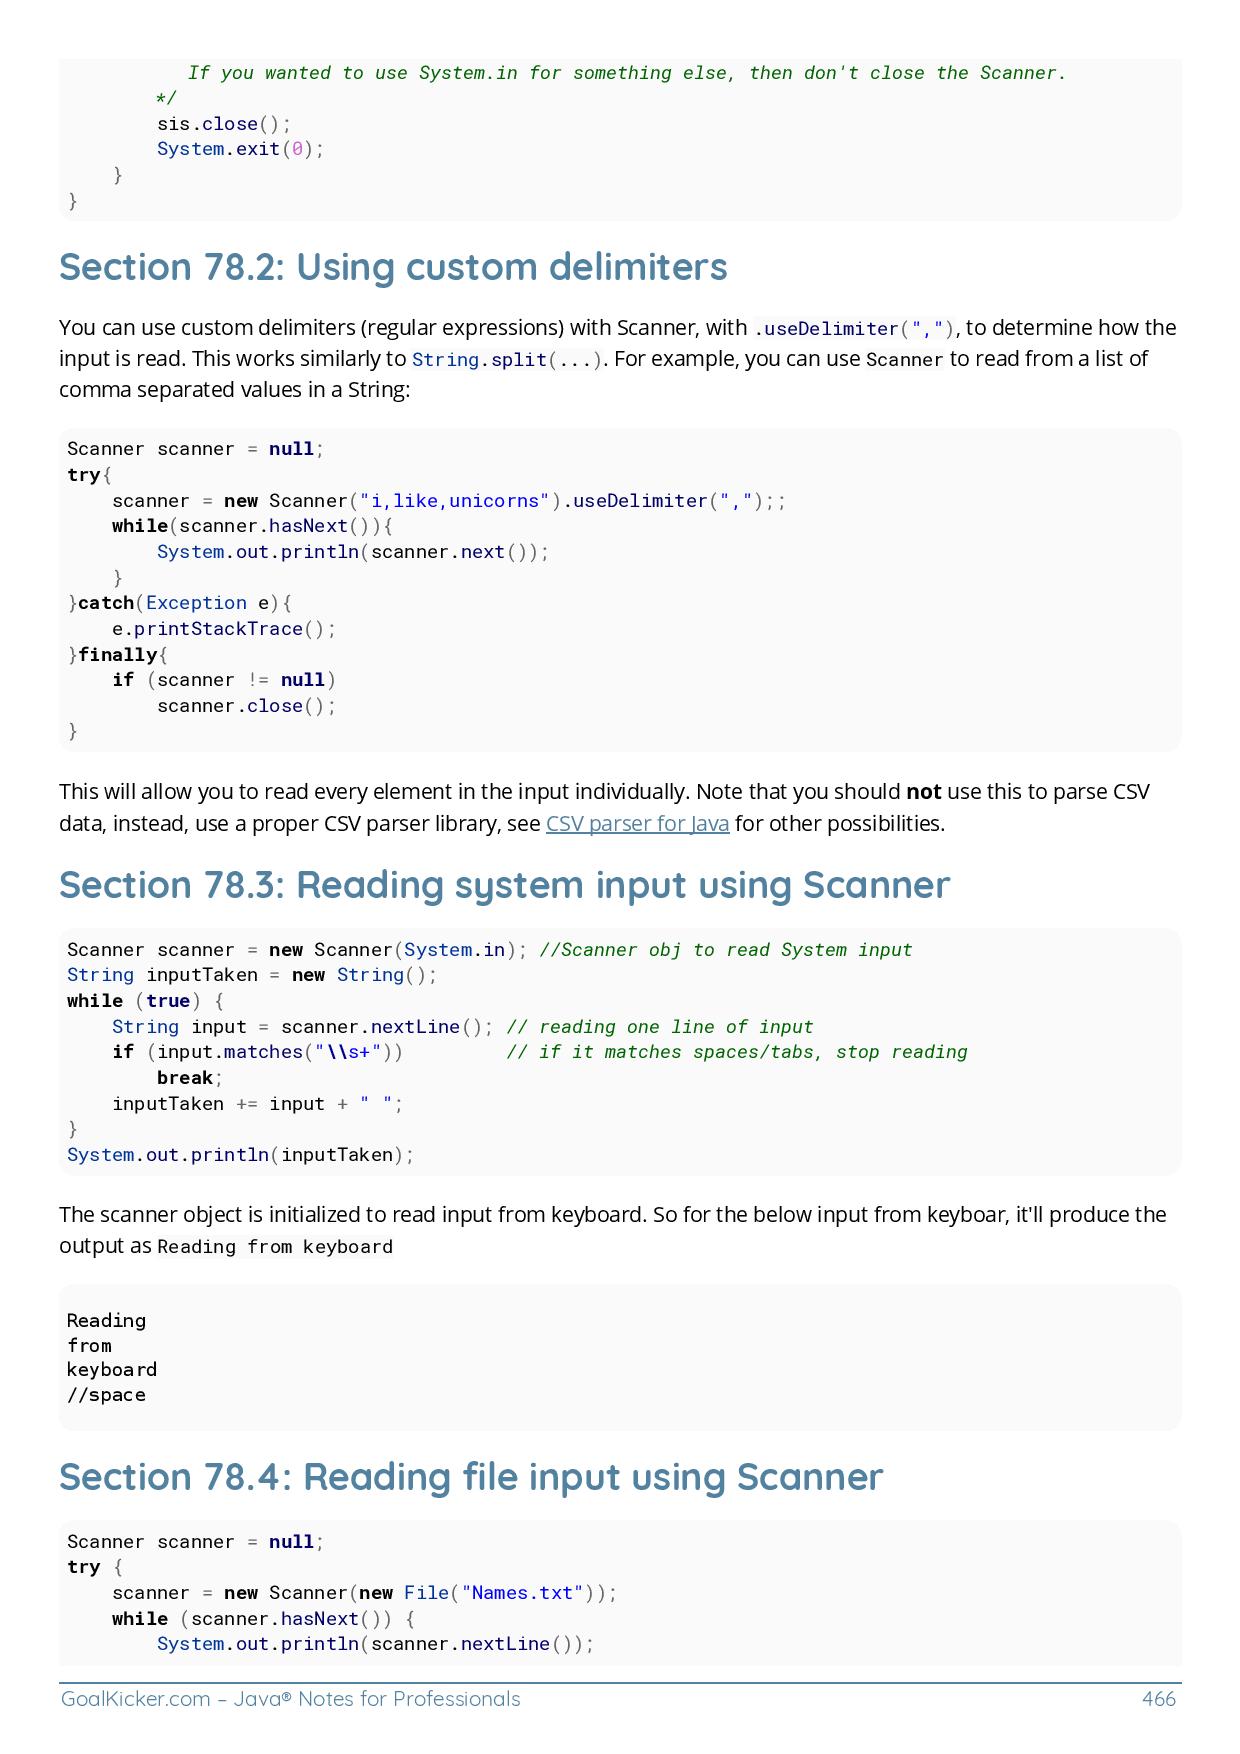 If you wanted to use System.in for something else, then don't close the Scanner.
*/
sis.close();
System.exit(0);
}
}
Section 78.2: Using custom delimiters
You can use custom delimiters (regular expressions) with Scanner, with .useDelimiter(","), to determine how the
input is read. This works similarly to String.split(...). For example, you can use Scanner to read from a list of
comma separated values in a String:
Scanner scanner = null;
try{
    scanner = new Scanner("i,like,unicorns").useDelimiter(",");;
    while(scanner.hasNext()){
        System.out.println(scanner.next());
    }
}catch(Exception e){
    e.printStackTrace();
}finally{
    if (scanner != null)
        scanner.close();
}
This will allow you to read every element in the input individually. Note that you should not use this to parse CSV
data, instead, use a proper CSV parser library, see CSV parser for Java for other possibilities.
Section 78.3: Reading system input using Scanner
Scanner scanner = new Scanner(System.in); //Scanner obj to read System input
String inputTaken = new String();
while (true) {
    String input = scanner.nextLine(); // reading one line of input
    if (input.matches("\\s+"))         // if it matches spaces/tabs, stop reading
        break;
    inputTaken += input + " ";
}
System.out.println(inputTaken);
The scanner object is initialized to read input from keyboard. So for the below input from keyboar, it'll produce the
output as Reading from keyboard
Reading
from
keyboard
//space
Section 78.4: Reading file input using Scanner
Scanner scanner = null;
try {
    scanner = new Scanner(new File("Names.txt"));
    while (scanner.hasNext()) {
        System.out.println(scanner.nextLine());
GoalKicker.com – Java® Notes for Professionals 466